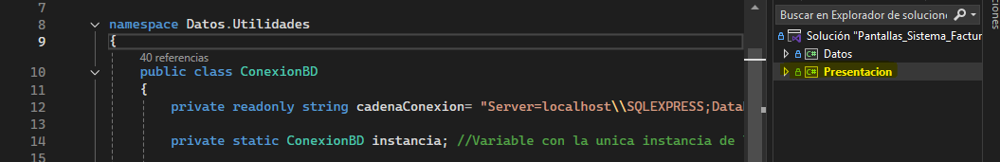 7
8 namespace Datos.Utilidades
9 {
40 referencias
10 public class ConexionBD
11 {
12 private readonly string cadenaConexion= "Server=localhost\\SQLEXPRESS;Datab
13
14 private static ConexionBD instancia; //Variable con la unica instancia de
15
Buscar en Explorador de solucione
Solución "Pantallas_Sistema_Factur
C# Datos
C# Presentacion
ciones